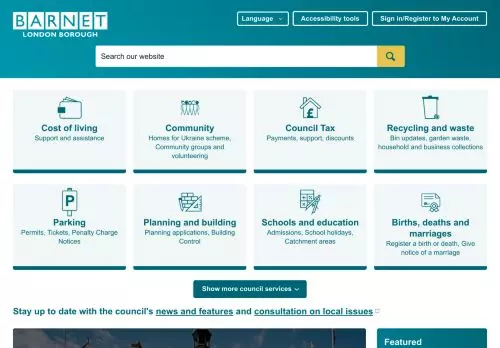 BARNET
LONDON BOROUGH
Language
Accessibility tools
Sign in/Register to My Account
Search our website
Cost of living
Support and assistance
Community
Homes for Ukraine scheme,
Community groups and
volunteering
Council Tax
Payments, support, discounts
Recycling and waste
Bin updates, garden waste,
household and business collections
P
Parking
Permits, Tickets, Penalty Charge
Notices
Planning and building
Planning applications, Building
Control
Schools and education
Admissions, School holidays,
Catchment areas
Births, deaths and
marriages
Register a birth or death, Give
notice of a marriage
Show more council services
Stay up to date with the council's news and features and consultation on local issues
Featured